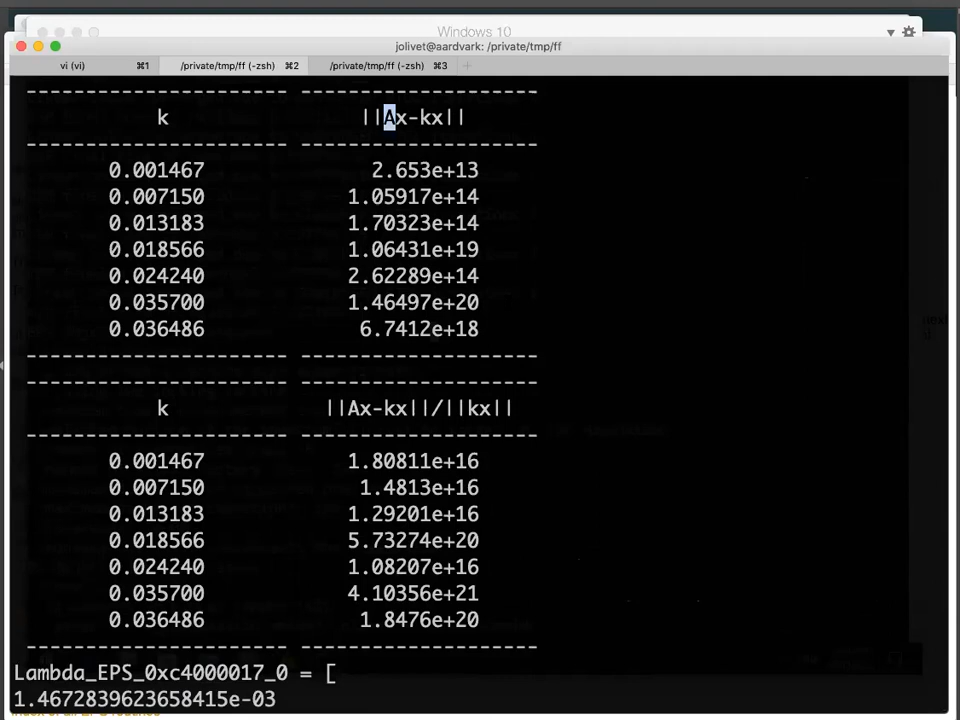 Windows 10
jolivet@aardvark: /private/tmp/ff
vi (vi) ⌘1 /private/tmp/ff (-zsh) ⌘2 /private/tmp/ff (-zsh) ⌘3 +
---------------------- --------------------
k ||Ax-kx||
---------------------- --------------------
0.001467 2.653e+13
0.007150 1.05917e+14
0.013183 1.70323e+14
0.018566 1.06431e+19
0.024240 2.62289e+14
0.035700 1.46497e+20
0.036486 6.7412e+18
---------------------- --------------------
---------------------- --------------------
k ||Ax-kx||/||kx||
---------------------- --------------------
0.001467 1.80811e+16
0.007150 1.4813e+16
0.013183 1.29201e+16
0.018566 5.73274e+20
0.024240 1.08207e+16
0.035700 4.10356e+21
0.036486 1.8476e+20
---------------------- --------------------
Lambda_EPS_0xc4000017_0 = [
1.4672839623658415e-03